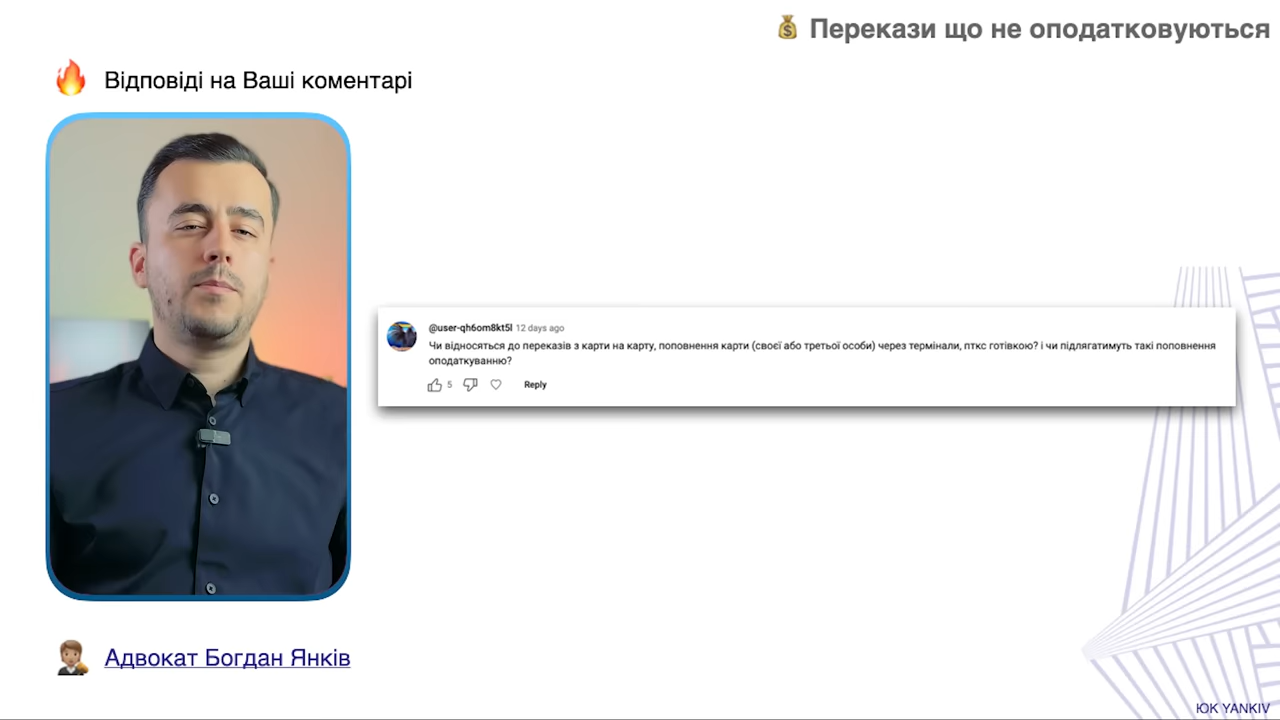 💰 Перекази що не оподатковуються
🔥 Відповіді на Ваші коментарі
@user-qh6om8kt5l 12 days ago
Чи відносяться до переказів з карти на карту, поповнення карти (своєї або третьої особи) через термінали, пткс готівкою? і чи підлягатимуть такі поповнення
оподаткуванню?
5 Reply
Адвокат Богдан Янків
ЮК YANKIV